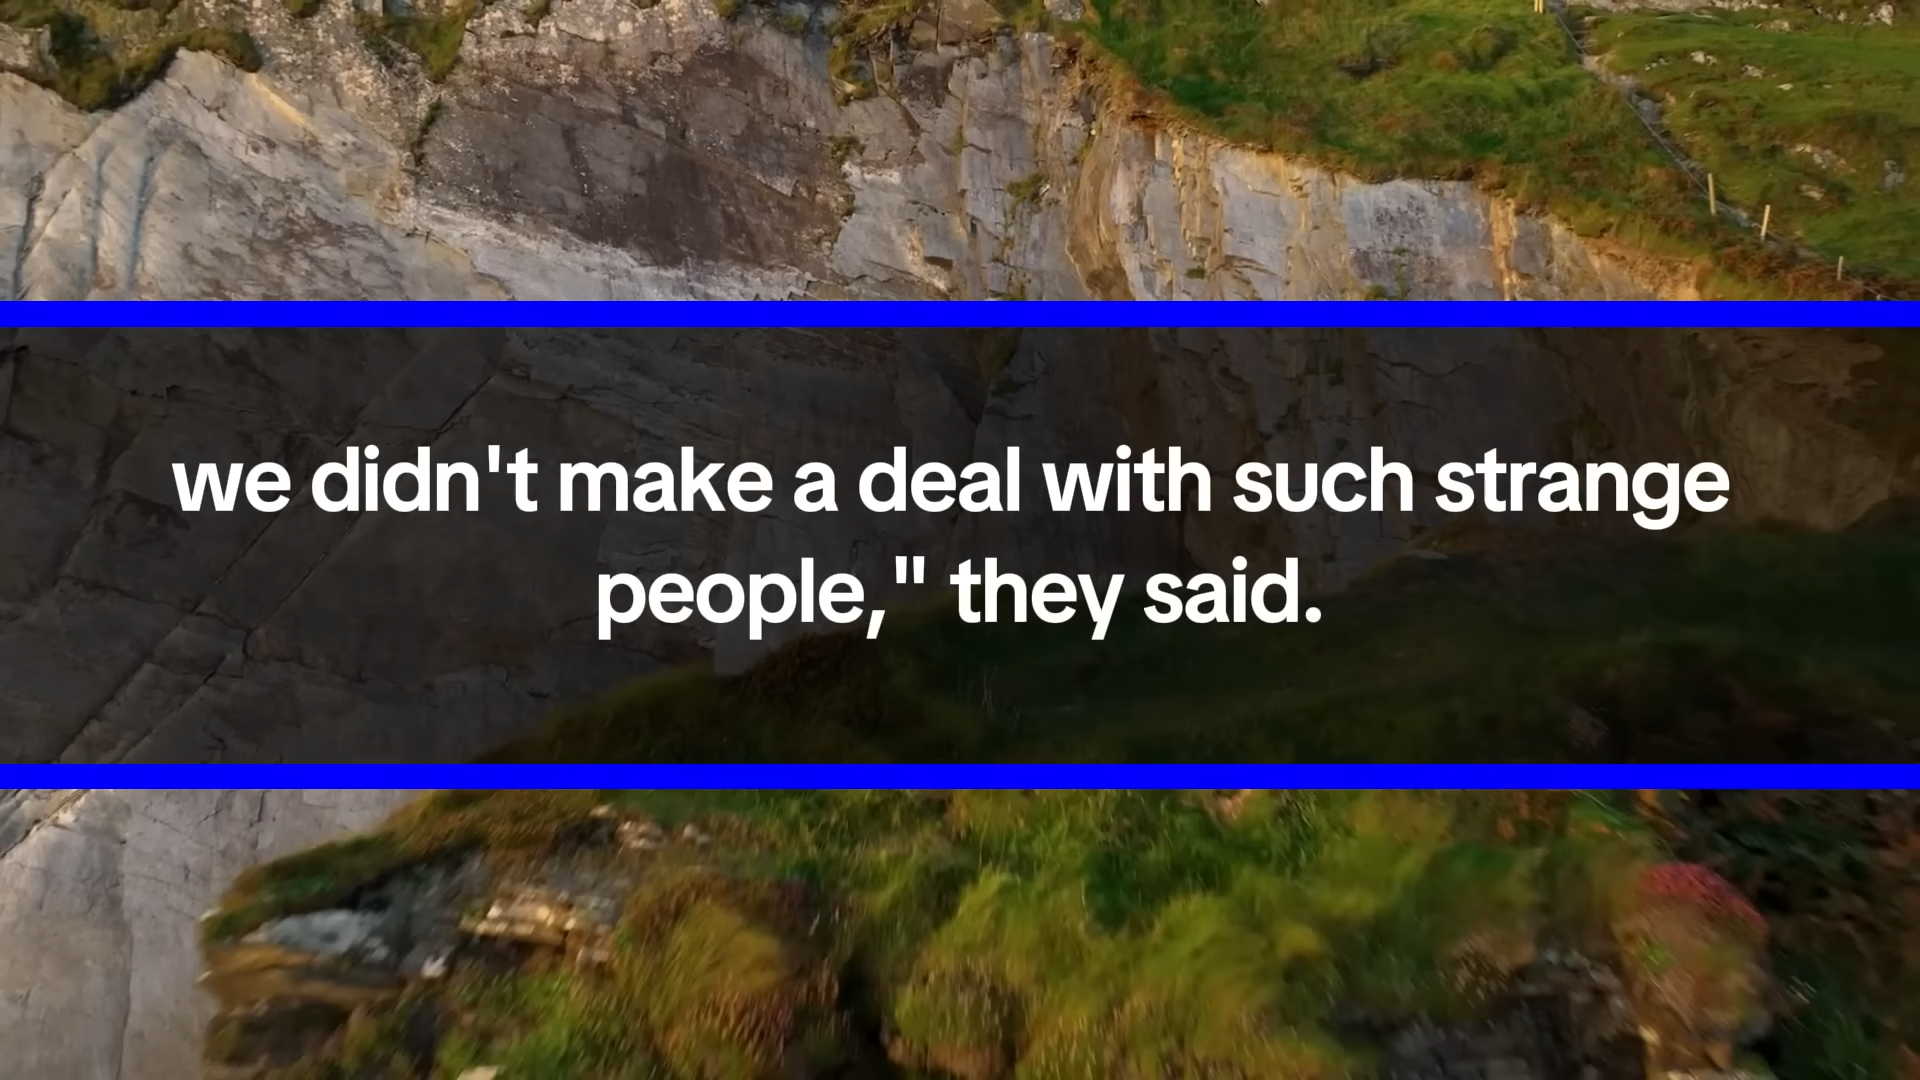 we didn't make a deal with such strange
people," they said.